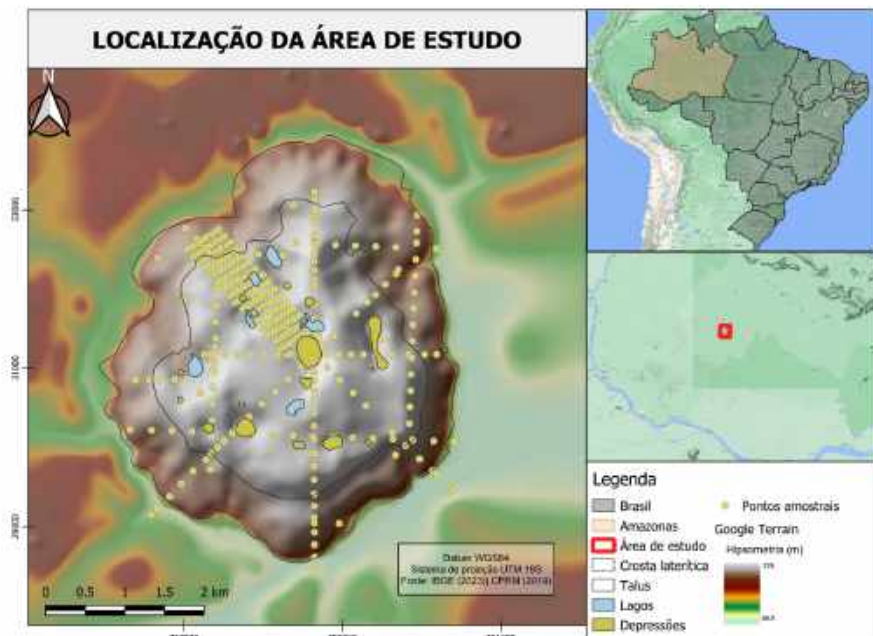 LOCALIZAÇÃO DA ÁREA DE ESTUDO
N
31000
0 0.5 1 1.5 2 km
Datum WGS84
Sistema de projeção UTM 19S
Fonte: IBGE (2023); CPRM (2019)
Legenda
Brasil
Amazonas
Área de estudo
Crosta laterítica
Talus
Lagos
Depressões
Pontos amostrais
Google Terrain
Hipsometria (m)